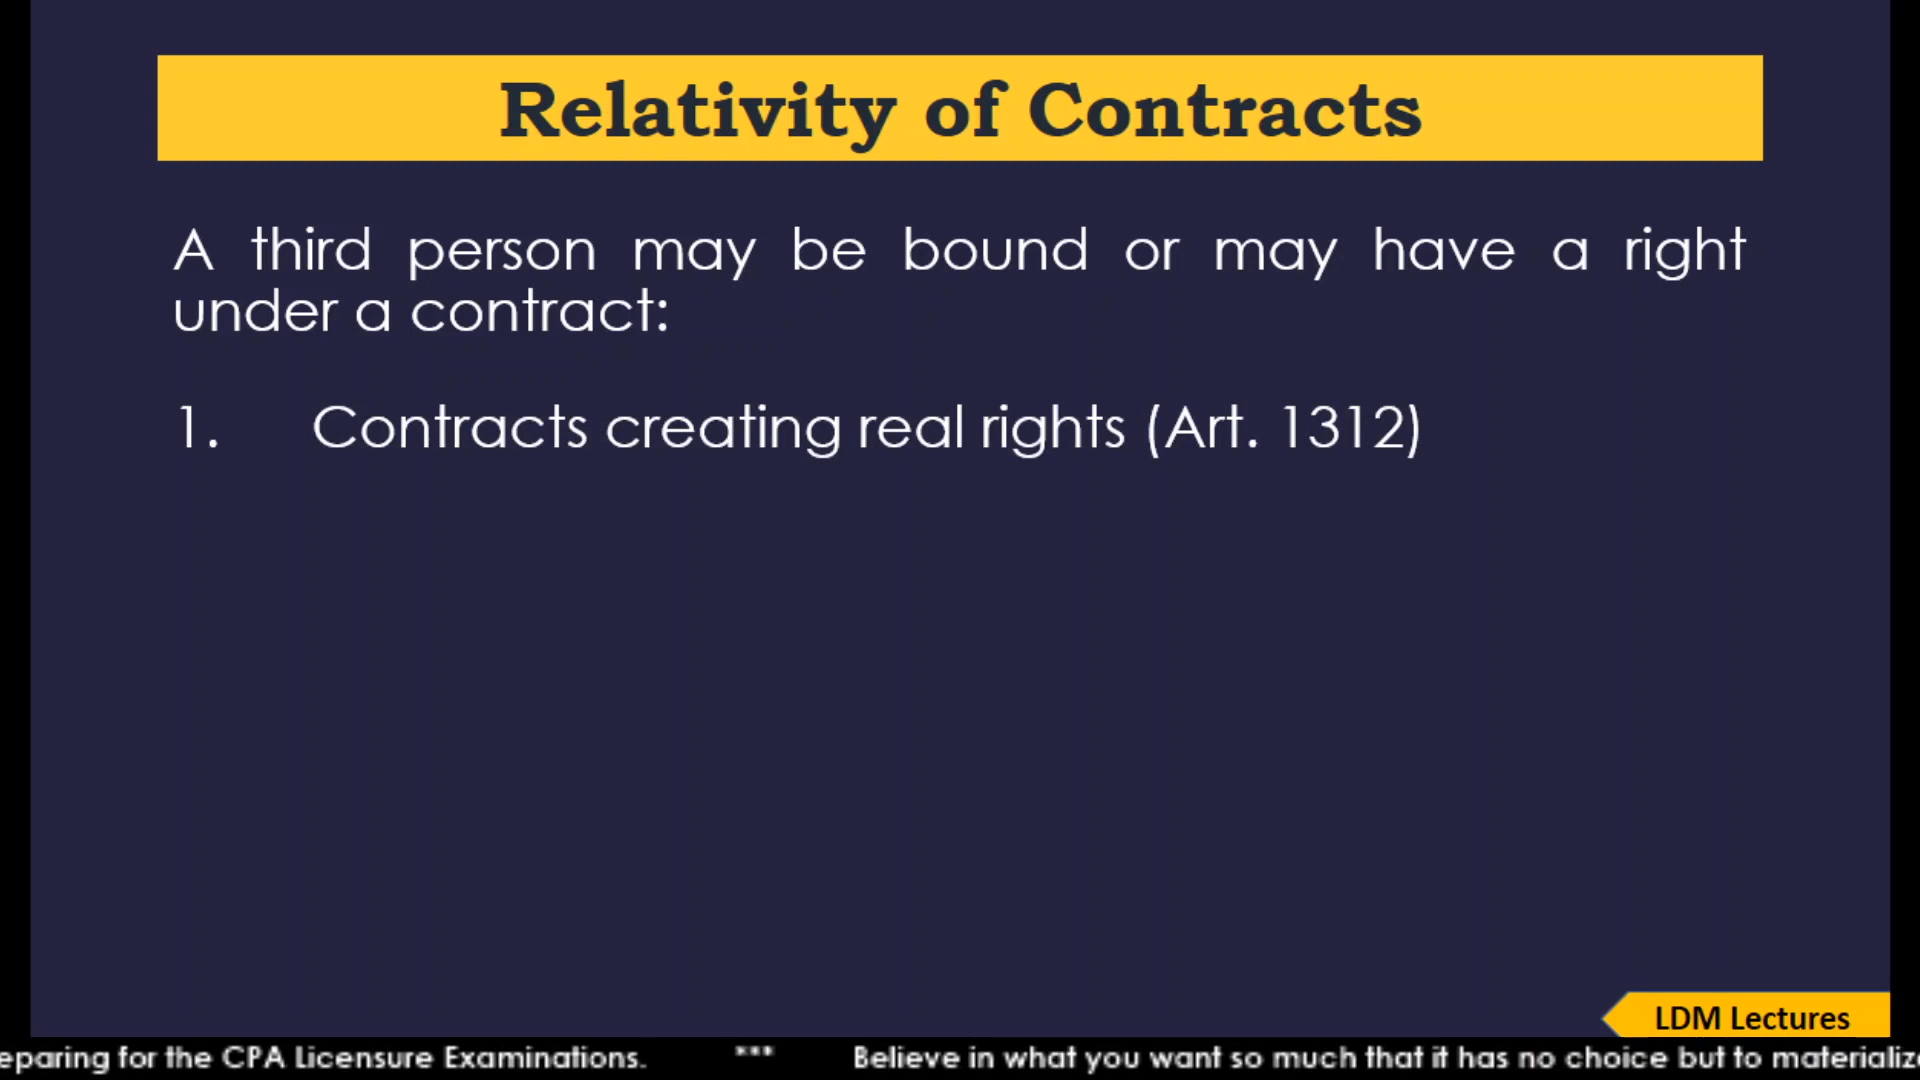 Relativity of Contracts
A third person may be bound or may have a right
under a contract:
1. Contracts creating real rights (Art. 1312)
LDM Lectures
eparing for the CPA Licensure Examinations. *** Believe in what you want so much that it has no choice but to materialize